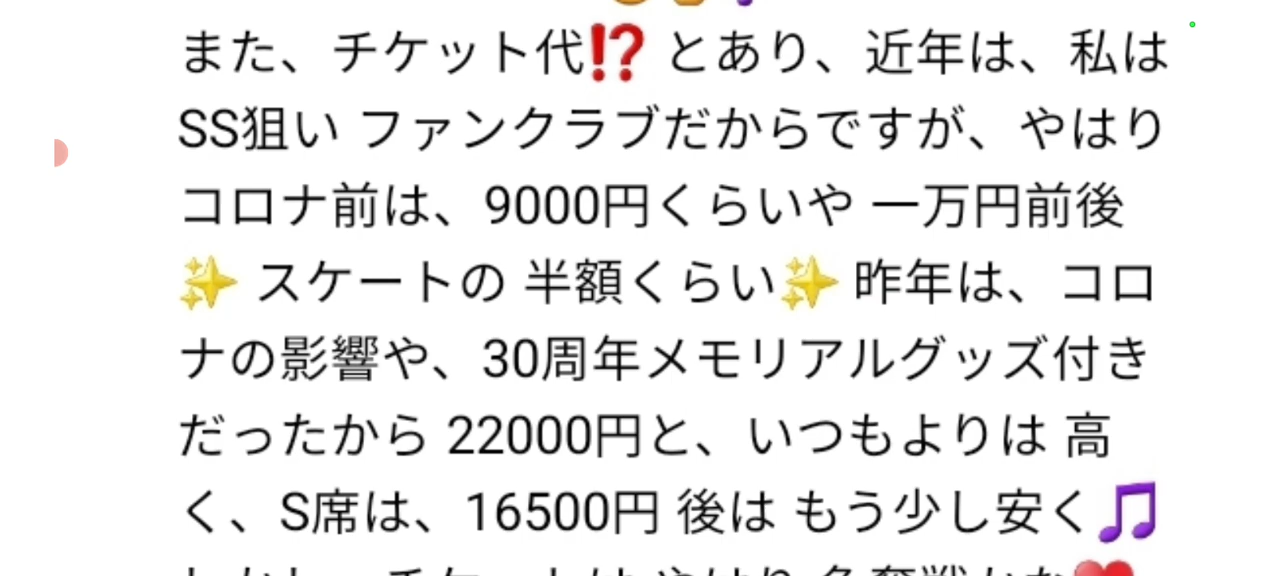 また、チケット代⁉️ とあり、近年は、私は
SS狙い ファンクラブだからですが、やはり
コロナ前は、9000円くらいや 一万円前後
✨ スケートの 半額くらい✨ 昨年は、コロ
ナの影響や、30周年メモリアルグッズ付き
だったから 22000円と、いつもよりは 高
く、S席は、16500円 後は もう少し安く🎵